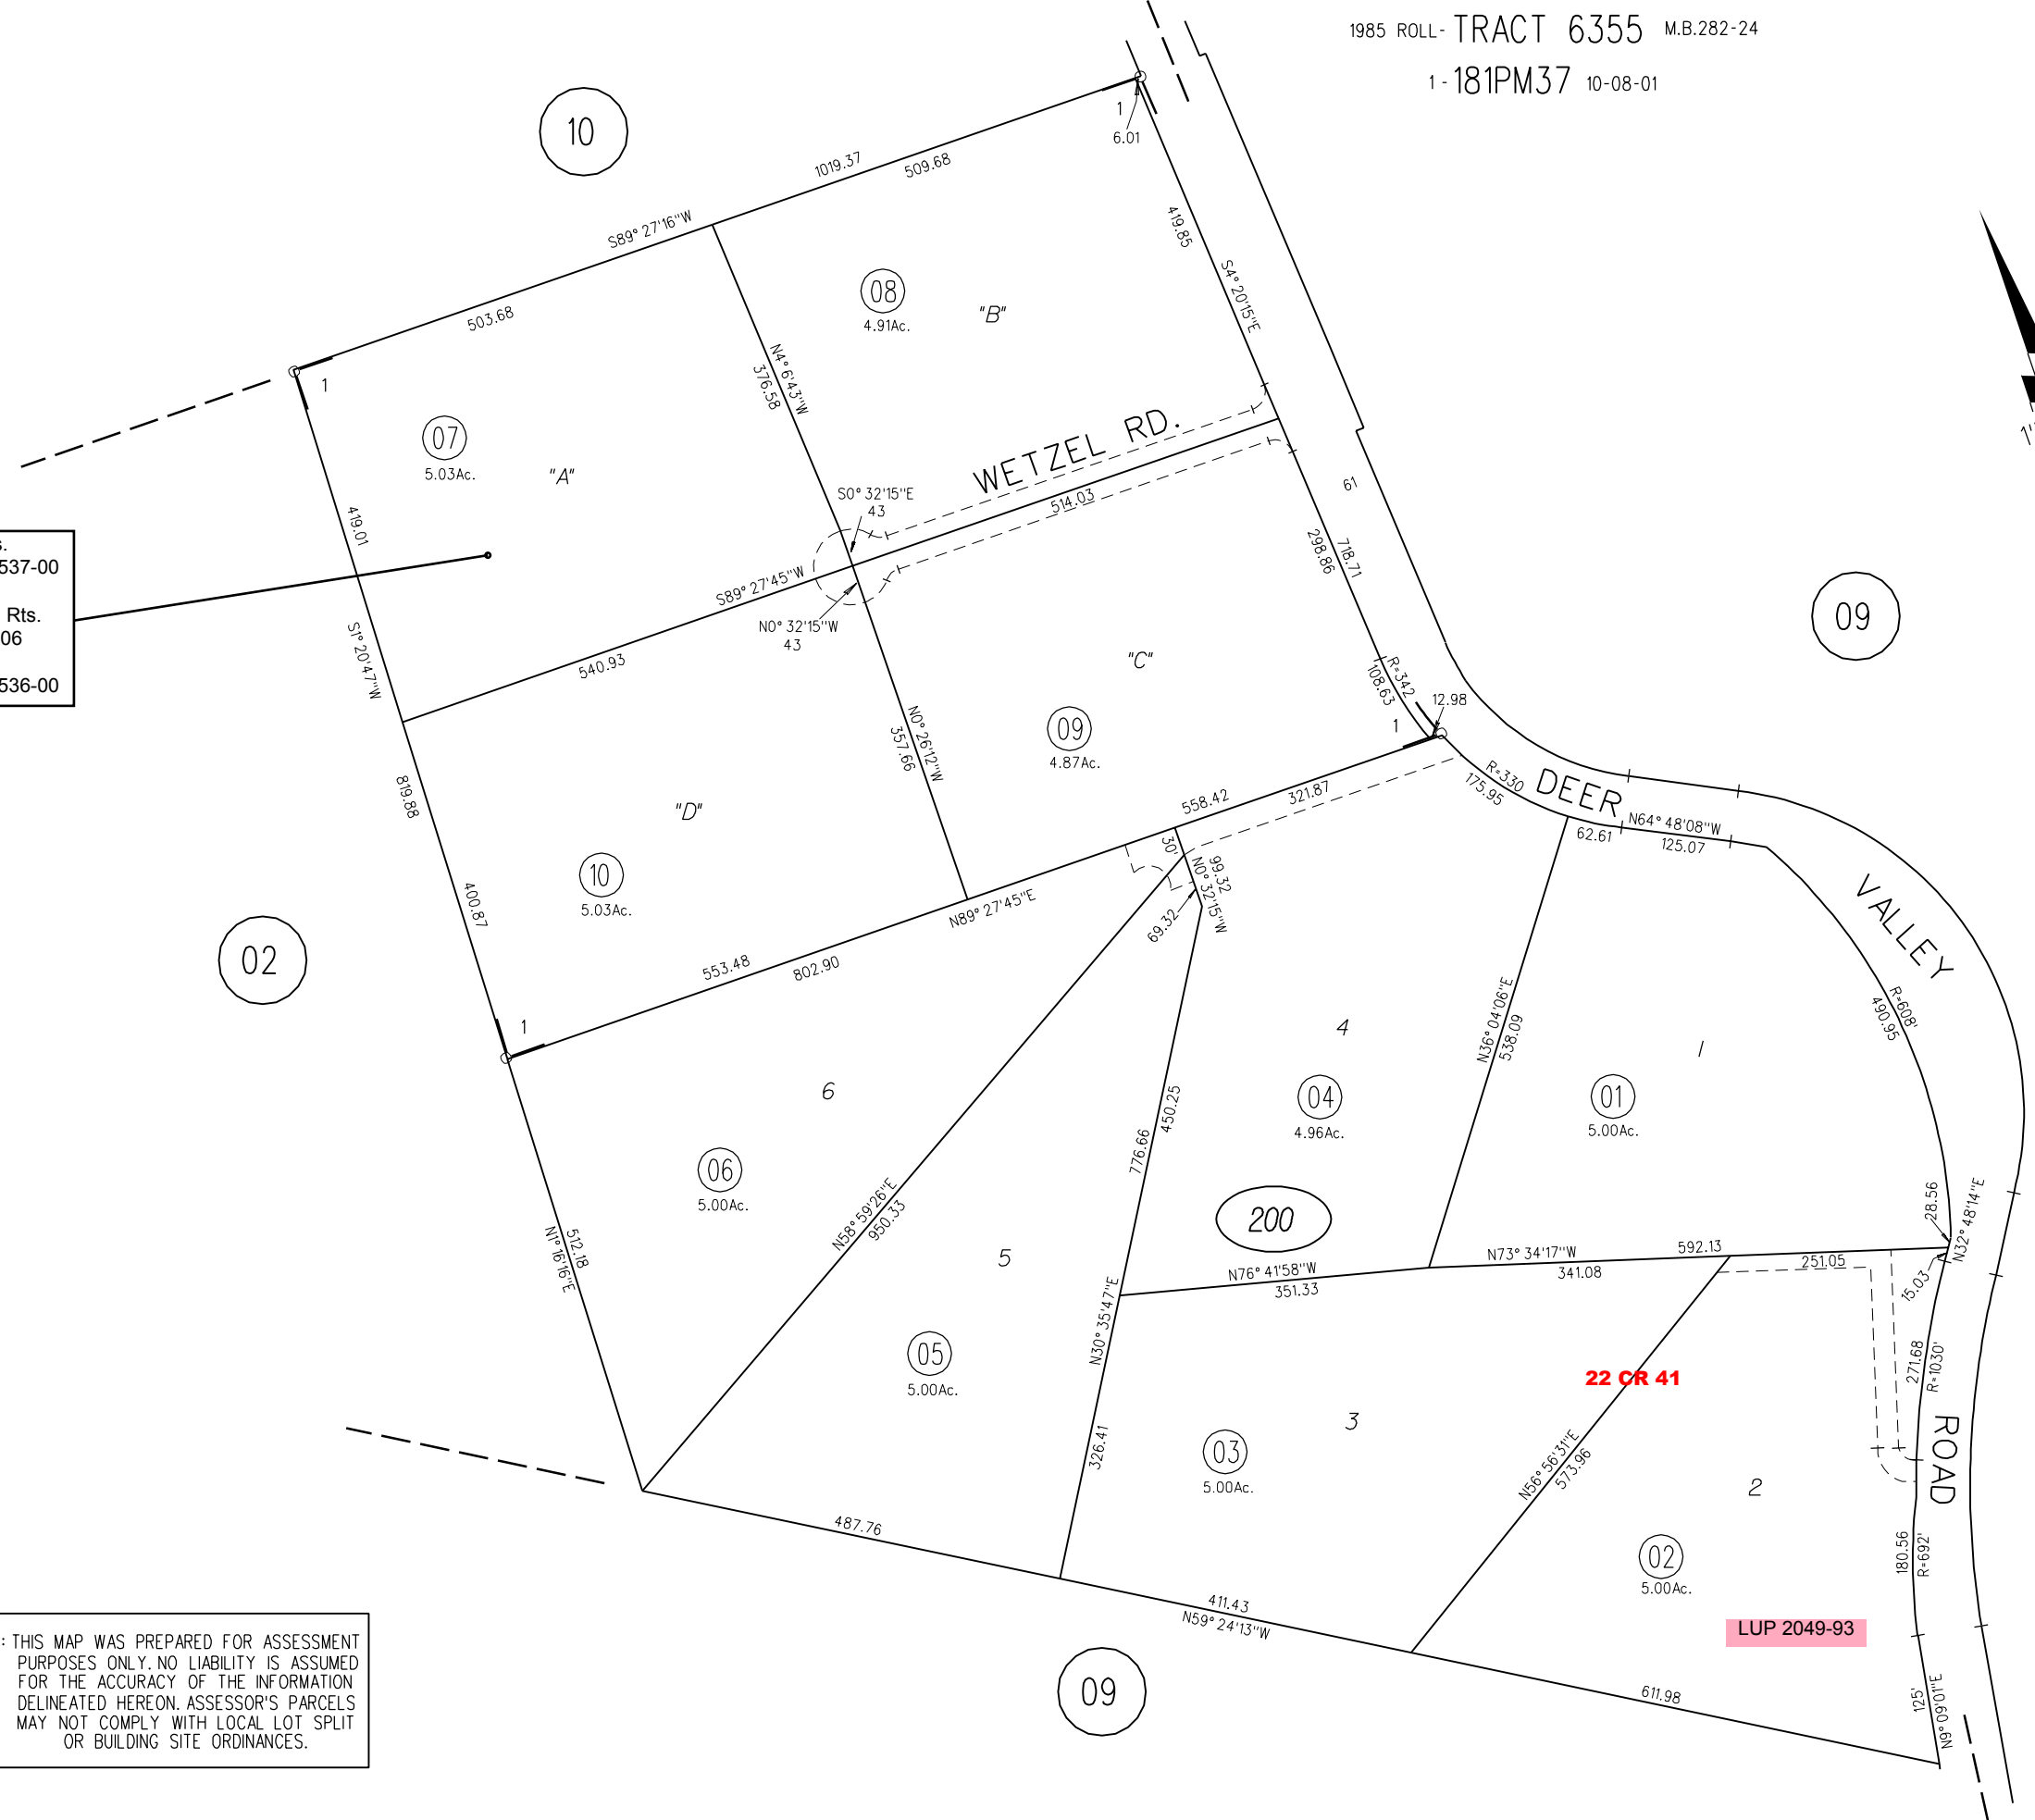 1985 ROLL- TRACT 6355 M.B.282-24
1 - 181PM37 10-08-01
10
1
6.01
1019.37
509.68
S89° 27'16"W
503.68
419.85
S4° 20'15"E
08
4.91Ac.
"B"
1
07
5.03Ac.
"A"
N4° 6'43"W
376.58
WETZEL RD.
S0° 32'15"E
43
514.03
61
419.01
s.
537-00
Rts.
06
536-00
298.86
718.71
S89° 27'45"W
N0° 32'15"W
43
09
S1° 20'47"W
540.93
"C"
R=342
108.63
12.98
1
N0° 26'12"W
357.66
09
4.87Ac.
819.88
"D"
558.42
321.87
R=330
175.95
DEER
N64° 48'08"W
62.61
125.07
10
5.03Ac.
400.87
30'
99.32
N0° 32'15"W
69.32
N89° 27'45"E
VALLEY
02
553.48
802.90
1
R=608'
490.95
4
N36° 04'06"E
538.09
1
6
04
4.96Ac.
01
5.00Ac.
450.25
776.66
06
5.00Ac.
N58° 59'26"E
950.33
200
28.56
N32° 48'14"E
512.18
N1° 16'16"E
5
N76° 41'58"W
351.33
N73° 34'17"W
592.13
341.08
251.05
15.03
N30° 35'47"E
05
5.00Ac.
22 CR 41
271.68
R=1030'
3
326.41
03
5.00Ac.
N56° 56'31"E
573.96
2
ROAD
487.76
180.56
R=692'
02
5.00Ac.
411.43
N59° 24'13"W
LUP 2049-93
: THIS MAP WAS PREPARED FOR ASSESSMENT
PURPOSES ONLY. NO LIABILITY IS ASSUMED
FOR THE ACCURACY OF THE INFORMATION
DELINEATED HEREON. ASSESSOR'S PARCELS
MAY NOT COMPLY WITH LOCAL LOT SPLIT
OR BUILDING SITE ORDINANCES.
09
611.98
125'
N9° 09'01"E